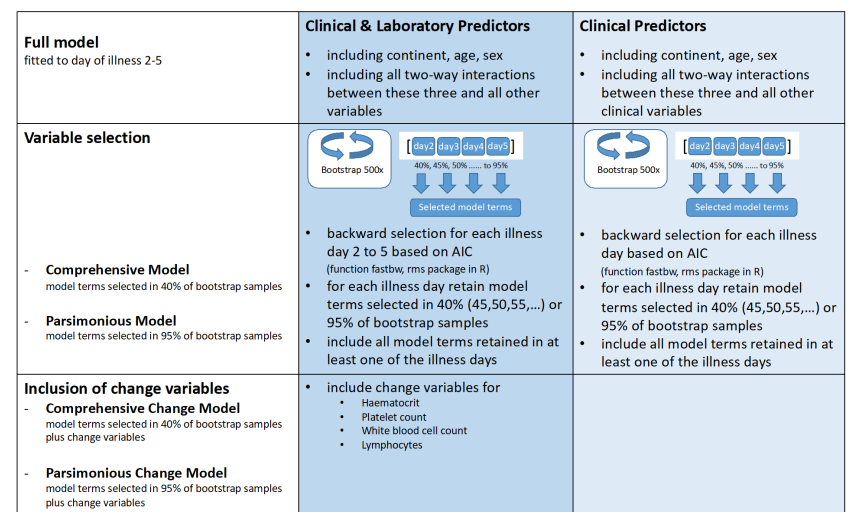 Full model
fitted to day of illness 2-5
Clinical & Laboratory Predictors
• including continent, age, sex
• including all two-way interactions
between these three and all other
variables
Clinical Predictors
• including continent, age, sex
• including all two-way interactions
between these three and all other
clinical variables
Variable selection
- Comprehensive Model
model terms selected in 40% of bootstrap samples
- Parsimonious Model
model terms selected in 95% of bootstrap samples
Bootstrap 500x
[ day2 day3 day4 day5 ]
40%, 45%, 50% ...... to 95%
Selected model terms
• backward selection for each illness
day 2 to 5 based on AIC
(function fastbw, rms package in R)
• for each illness day retain model
terms selected in 40% (45,50,55,...) or
95% of bootstrap samples
• include all model terms retained in at
least one of the illness days
Bootstrap 500x
[ day2 day3 day4 day5 ]
40%, 45%, 50% ...... to 95%
Selected model terms
• backward selection for each illness
day based on AIC
(function fastbw, rms package in R)
• for each illness day retain model
terms selected in 40% (45,50,55,...) or
95% of bootstrap samples
• include all model terms retained in at
least one of the illness days
Inclusion of change variables
- Comprehensive Change Model
model terms selected in 40% of bootstrap samples
plus change variables
- Parsimonious Change Model
model terms selected in 95% of bootstrap samples
plus change variables
• include change variables for
• Haematocrit
• Platelet count
• White blood cell count
• Lymphocytes